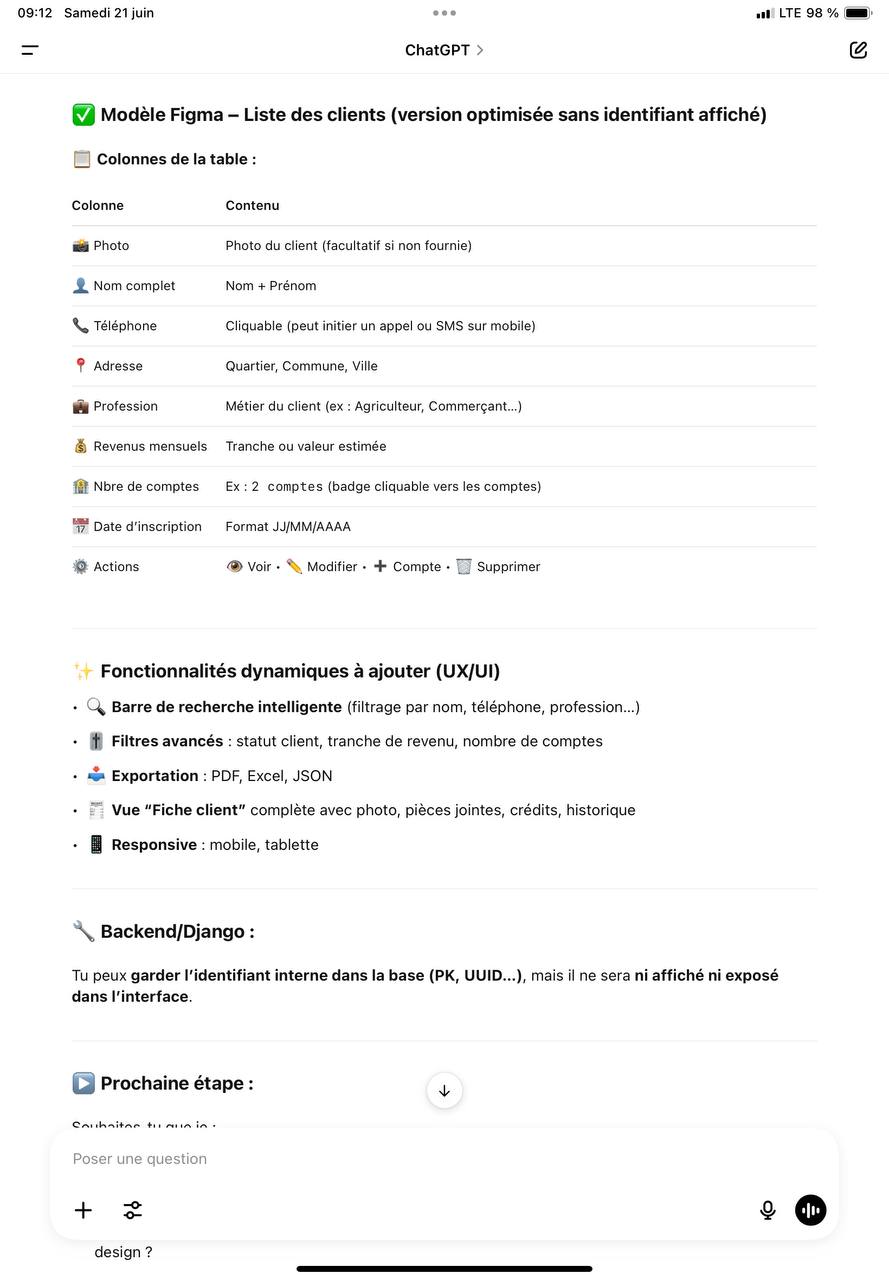 09:12 Samedi 21 juin
LTE 98 %
ChatGPT
✅ Modèle Figma – Liste des clients (version optimisée sans identifiant affiché)
📋 Colonnes de la table :
Colonne Contenu
📸 Photo Photo du client (facultatif si non fournie)
👤 Nom complet Nom + Prénom
📞 Téléphone Cliquable (peut initier un appel ou SMS sur mobile)
📍 Adresse Quartier, Commune, Ville
💼 Profession Métier du client (ex : Agriculteur, Commerçant…)
💰 Revenus mensuels Tranche ou valeur estimée
🏦 Nbre de comptes Ex : 2 comptes (badge cliquable vers les comptes)
📅 Date d’inscription Format JJ/MM/AAAA
⚙️ Actions 👁️ Voir • ✏️ Modifier • ➕ Compte • 🗑️ Supprimer
✨ Fonctionnalités dynamiques à ajouter (UX/UI)
• 🔍 Barre de recherche intelligente (filtrage par nom, téléphone, profession…)
• 🎚️ Filtres avancés : statut client, tranche de revenu, nombre de comptes
• 📥 Exportation : PDF, Excel, JSON
• 🧾 Vue “Fiche client” complète avec photo, pièces jointes, crédits, historique
• 📱 Responsive : mobile, tablette
🔧 Backend/Django :
Tu peux garder l’identifiant interne dans la base (PK, UUID…), mais il ne sera ni affiché ni exposé
dans l’interface.
▶️ Prochaine étape :
Souhaites-tu que je :
Poser une question
design ?